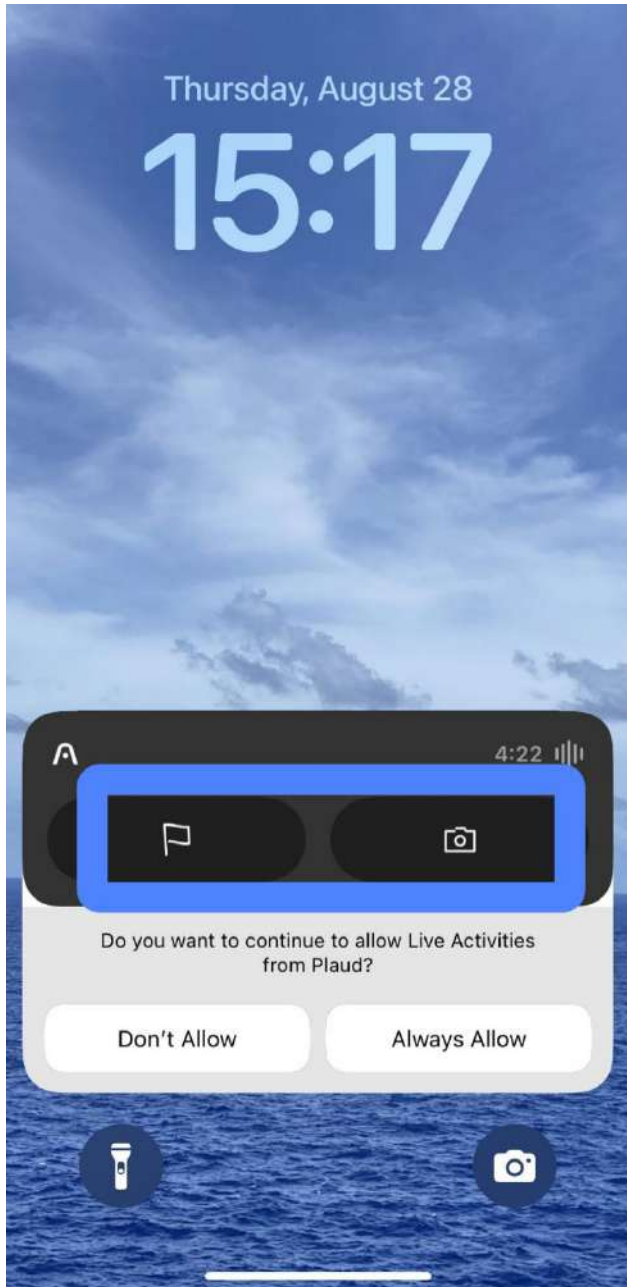 Thursday, August 28
15:17
4:22
Do you want to continue to allow Live Activities
from Plaud?
Don't Allow
Always Allow